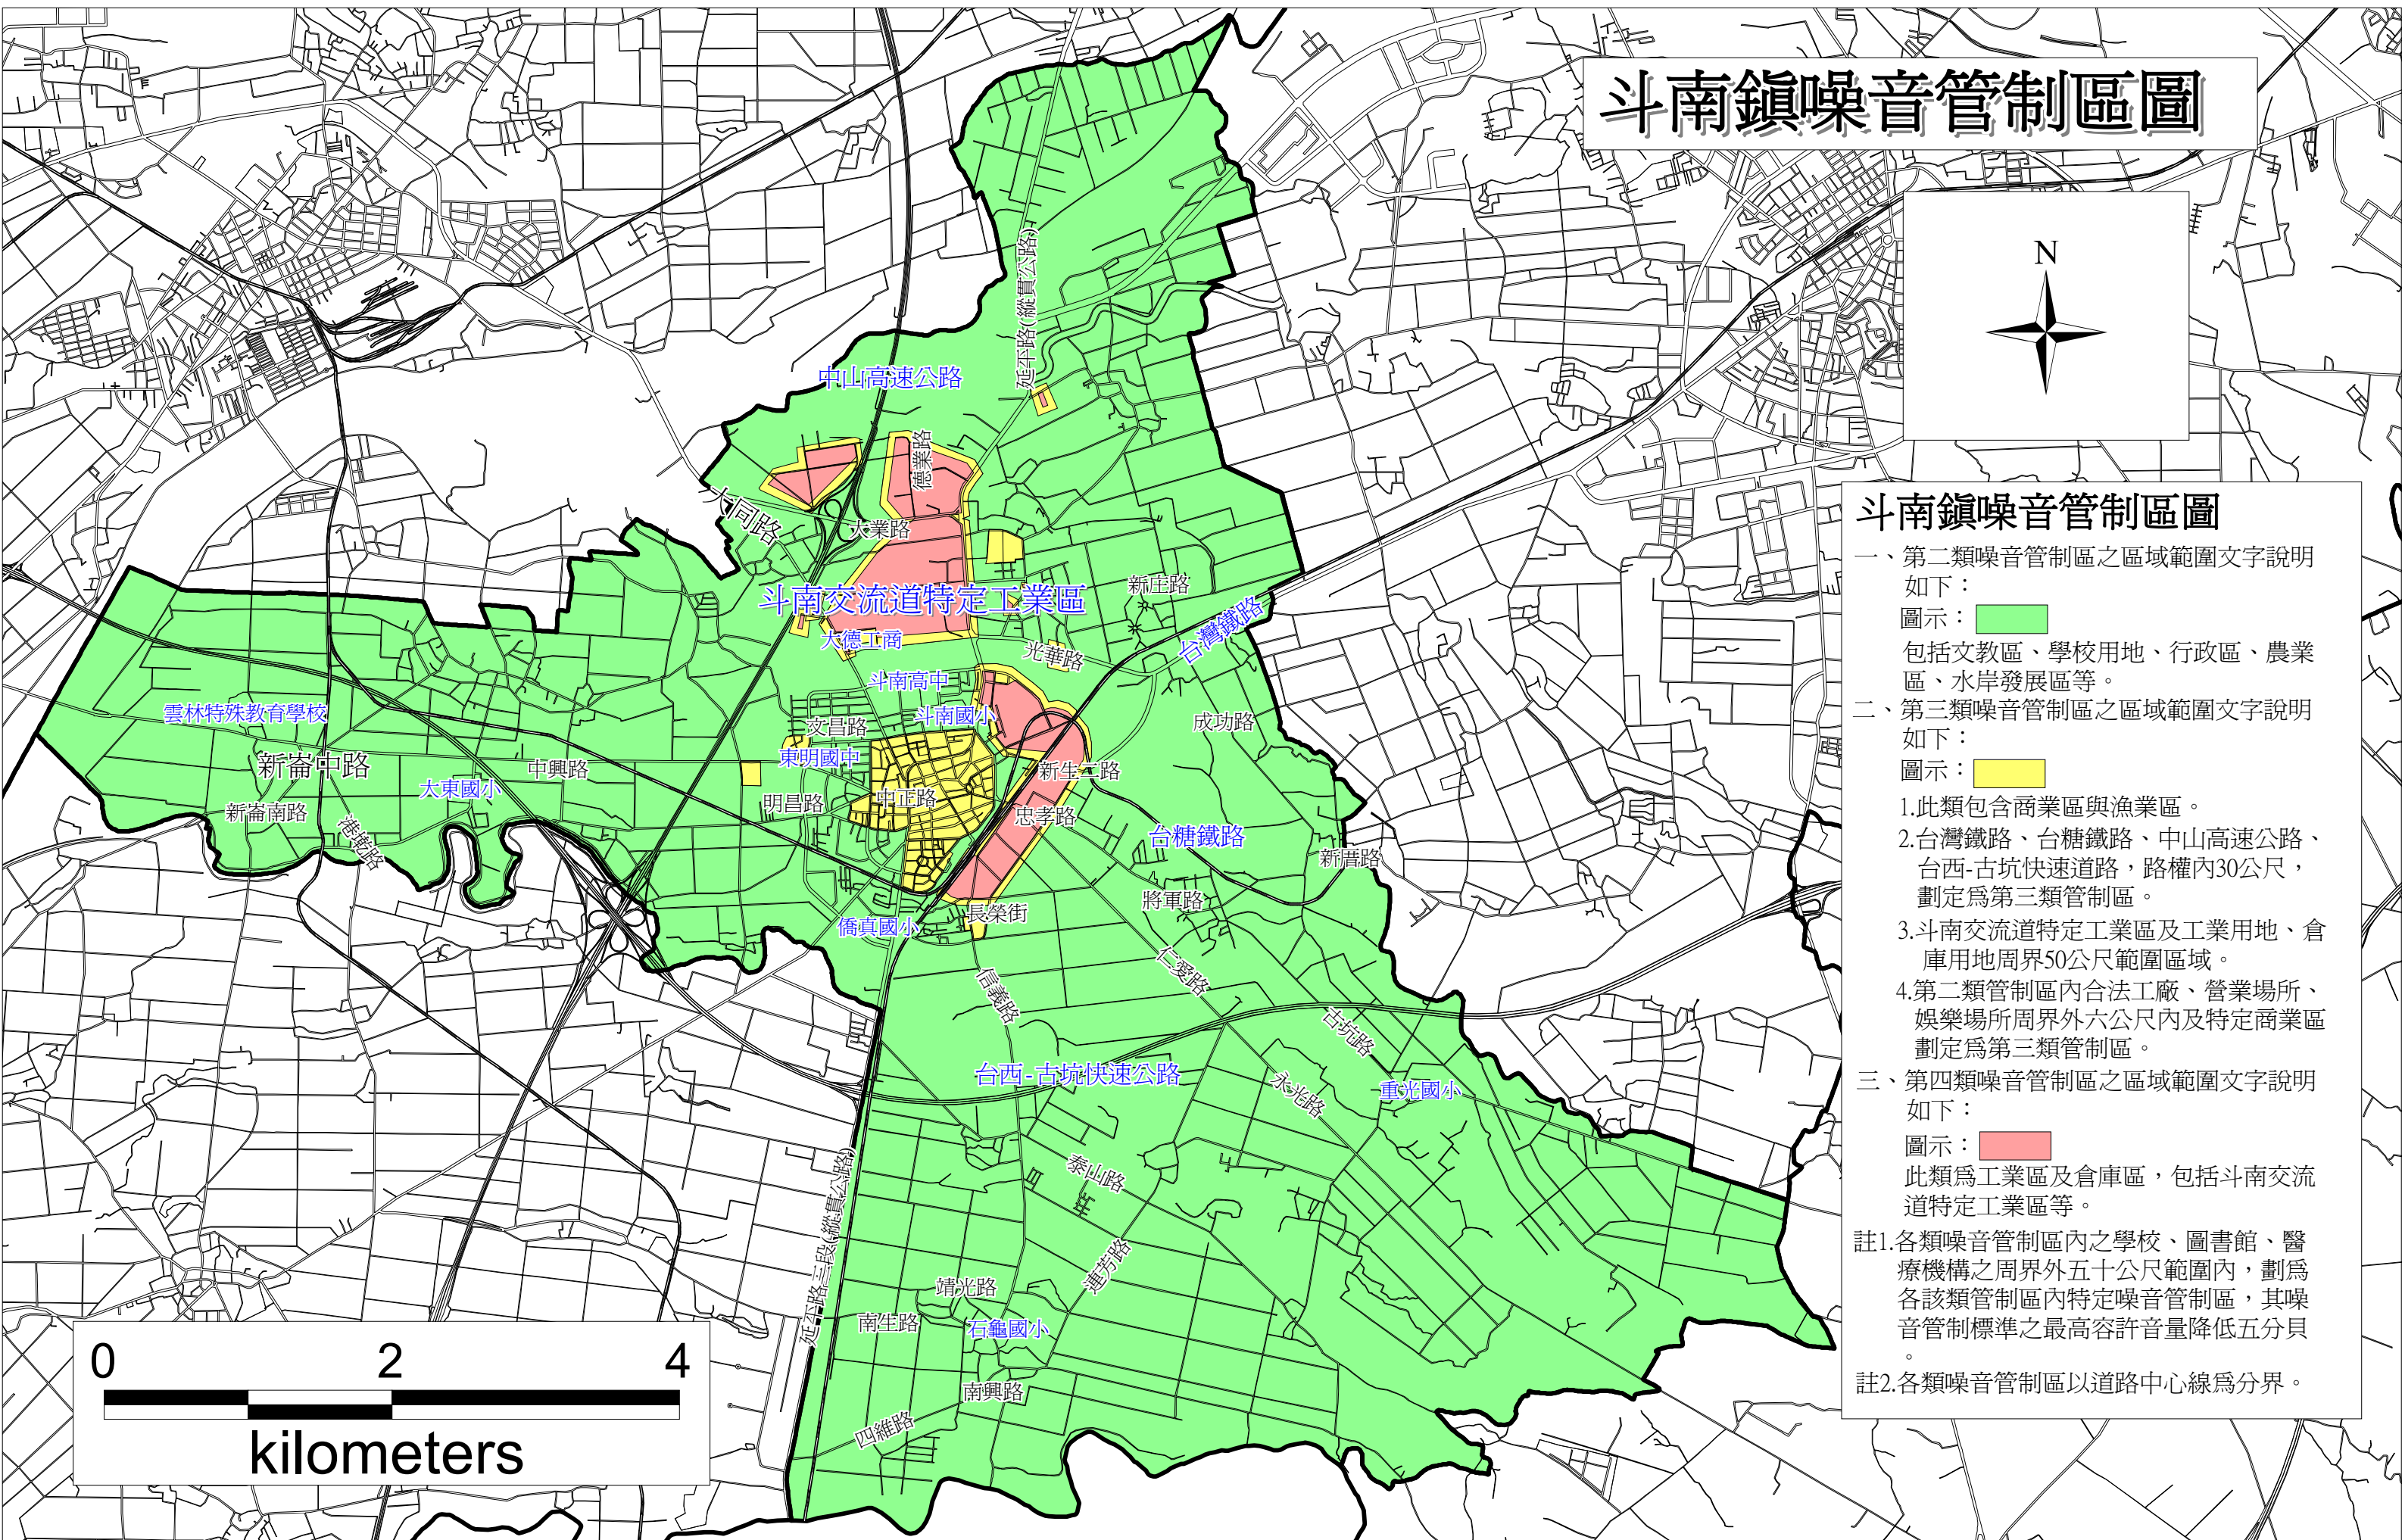 斗南鎮噪音管制區圖
N
中山高速公路
延平路(縱貫公路)
德業路
大同路
大業路
斗南交流道特定工業區
新庄路
大德工商
光華路
台灣鐵路
斗南高中
雲林特殊教育學校
文昌路
斗南國小
成功路
新崙中路
中興路
東明國中
新生二路
大東國小
明昌路
中正路
忠孝路
新崙南路
港墘路
台糖鐵路
新厝路
將軍路
長榮街
僑真國小
仁愛路
信義路
古坑路
台西-古坑快速公路
永光路
重光國小
泰山路
延平路三段(縱貫公路)
連芳路
靖光路
南生路
石龜國小
南興路
四維路
斗南鎮噪音管制區圖
一、第二類噪音管制區之區域範圍文字說明
如下：
圖示：
包括文教區、學校用地、行政區、農業
區、水岸發展區等。
二、第三類噪音管制區之區域範圍文字說明
如下：
圖示：
1.此類包含商業區與漁業區。
2.台灣鐵路、台糖鐵路、中山高速公路、
台西-古坑快速道路，路權內30公尺，
劃定為第三類管制區。
3.斗南交流道特定工業區及工業用地、倉
庫用地周界50公尺範圍區域。
4.第二類管制區內合法工廠、營業場所、
娛樂場所周界外六公尺內及特定商業區
劃定為第三類管制區。
三、第四類噪音管制區之區域範圍文字說明
如下：
圖示：
此類為工業區及倉庫區，包括斗南交流
道特定工業區等。
註1.各類噪音管制區內之學校、圖書館、醫
療機構之周界外五十公尺範圍內，劃為
各該類管制區內特定噪音管制區，其噪
音管制標準之最高容許音量降低五分貝
。
註2.各類噪音管制區以道路中心線為分界。
0 2 4
kilometers